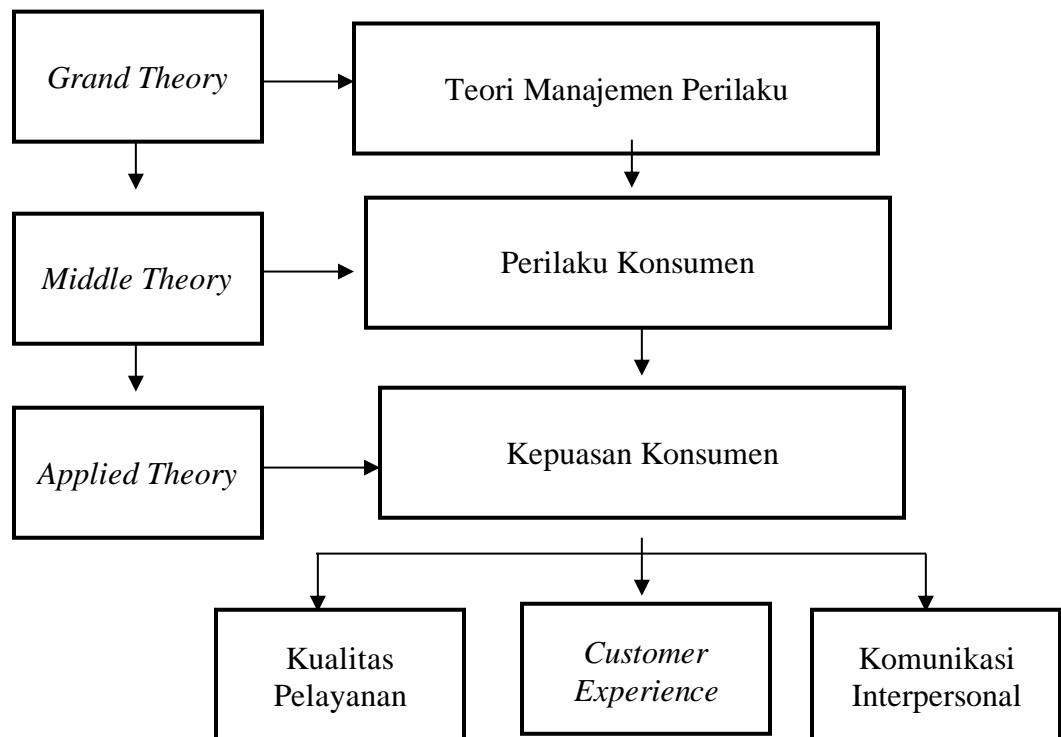 Grand Theory
Teori Manajemen Perilaku
Middle Theory
Perilaku Konsumen
Applied Theory
Kepuasan Konsumen
Kualitas
Pelayanan
Customer
Experience
Komunikasi
Interpersonal